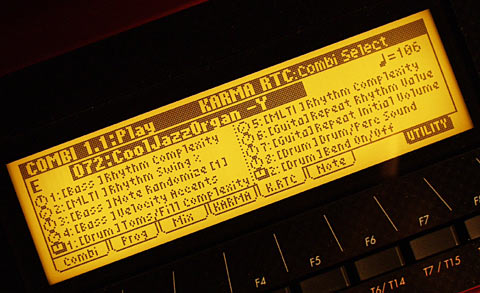 COMBI 1.1:Play KARMA RTC:Combi Select
E 072:CoolJazzOrgan -Y ♩=106
1:[Bass]Rhythm Complexity 5:[MLTI]Rhythm Complexity
2:[MLTI]Rhythm Swing% 6:[Guita]Repeat Rhythm Value
4:[Bass]Note Randomize[1] 7:[Guita]Repeat Initial Volume
4:[Bass]Velocity Accents 8:[Drum]Drum/Perc Sound
1:[Drum]Toms/Fill Complexity 2:[Drum]Bend On/Off UTILITY
Combi Prog Mix KARMA K.RTC Note
F4 F5 F6 F7
T6/T14 T7/T15